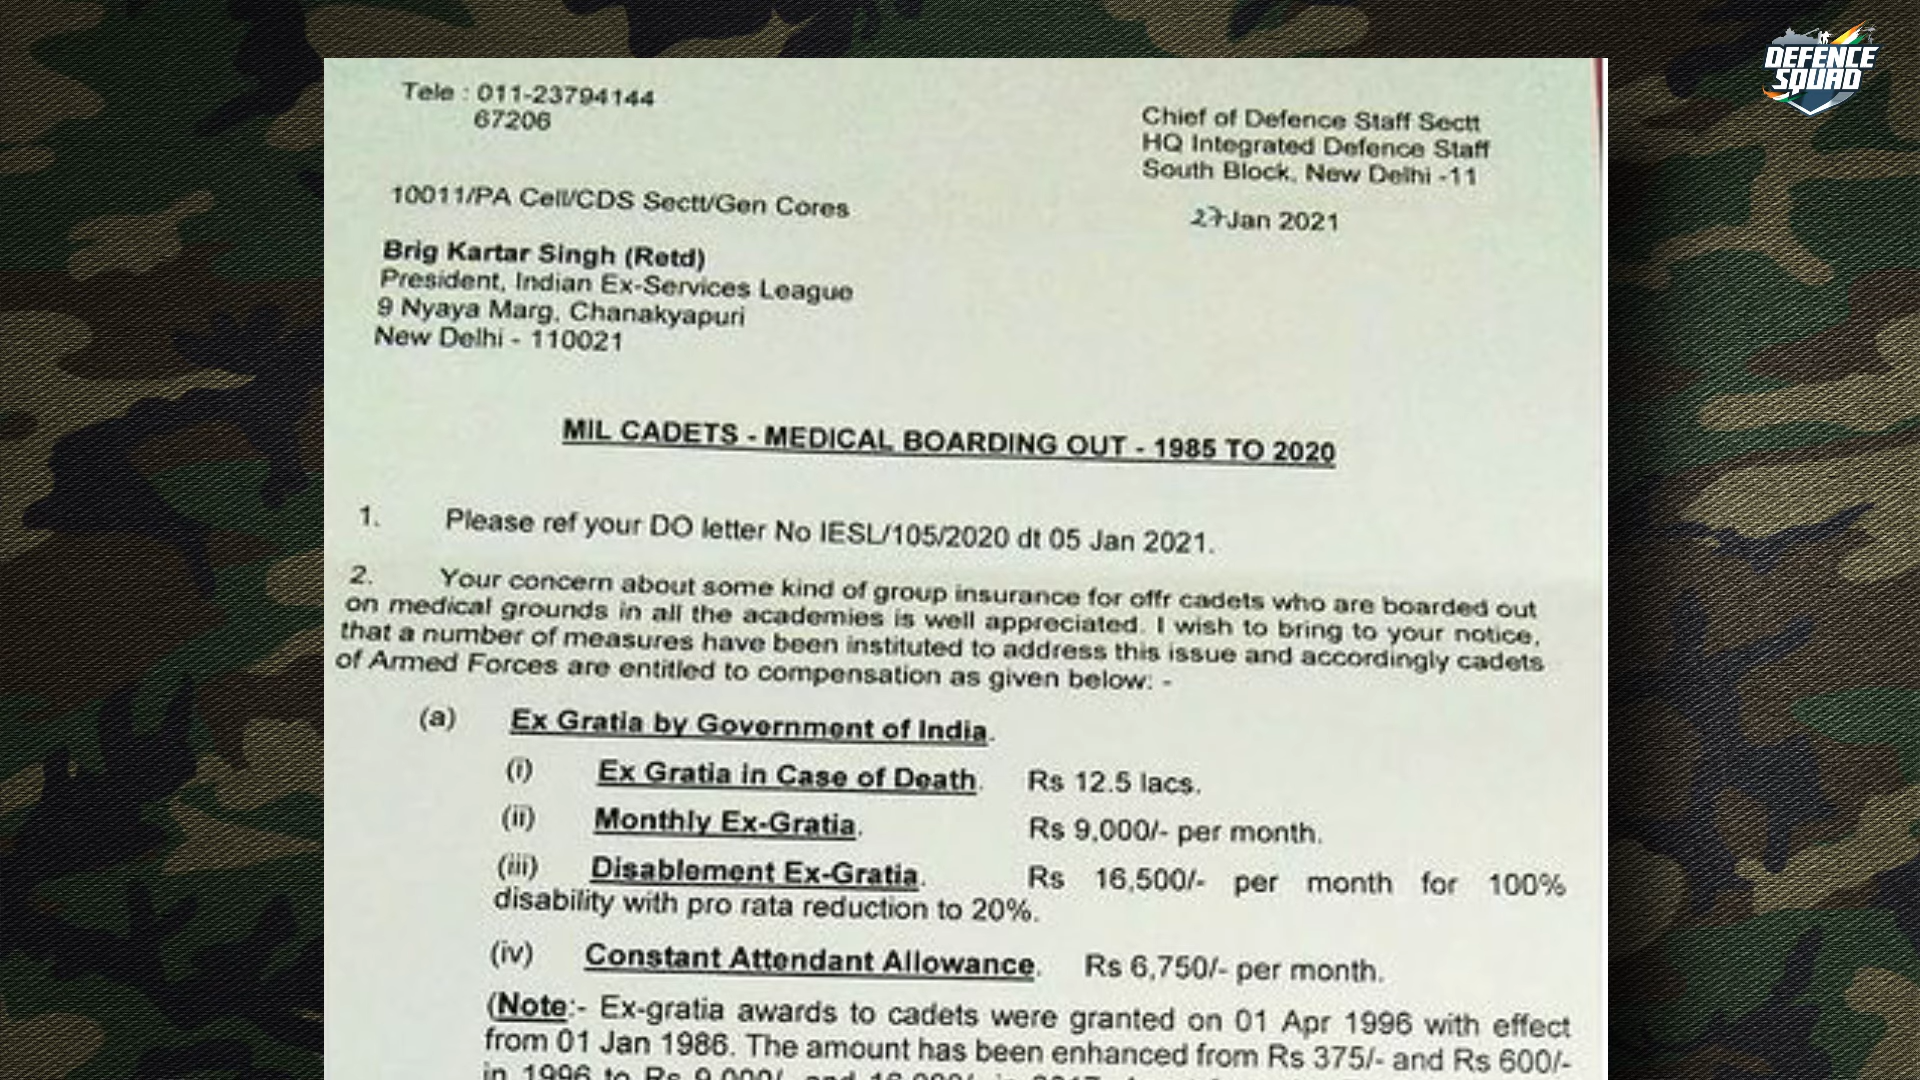 DEFENCE
SQUAD
Tele : 011-23794144
67206
Chief of Defence Staff Sectt
HQ Integrated Defence Staff
South Block, New Delhi -11
10011/PA Cell/CDS Sectt/Gen Cores
27 Jan 2021
Brig Kartar Singh (Retd)
President, Indian Ex-Services League
9 Nyaya Marg, Chanakyapuri
New Delhi - 110021
MIL CADETS - MEDICAL BOARDING OUT - 1985 TO 2020
1. Please ref your DO letter No IESL/105/2020 dt 05 Jan 2021.
2. Your concern about some kind of group insurance for offr cadets who are boarded out
on medical grounds in all the academies is well appreciated. I wish to bring to your notice,
that a number of measures have been instituted to address this issue and accordingly cadets
of Armed Forces are entitled to compensation as given below: -
(a) Ex Gratia by Government of India.
(i) Ex Gratia in Case of Death. Rs 12.5 lacs.
(ii) Monthly Ex-Gratia. Rs 9,000/- per month.
(iii) Disablement Ex-Gratia. Rs 16,500/- per month for 100%
disability with pro rata reduction to 20%.
(iv) Constant Attendant Allowance. Rs 6,750/- per month.
(Note:- Ex-gratia awards to cadets were granted on 01 Apr 1996 with effect
from 01 Jan 1986. The amount has been enhanced from Rs 375/- and Rs 600/-
in 1996 to Rs 9,000/- and